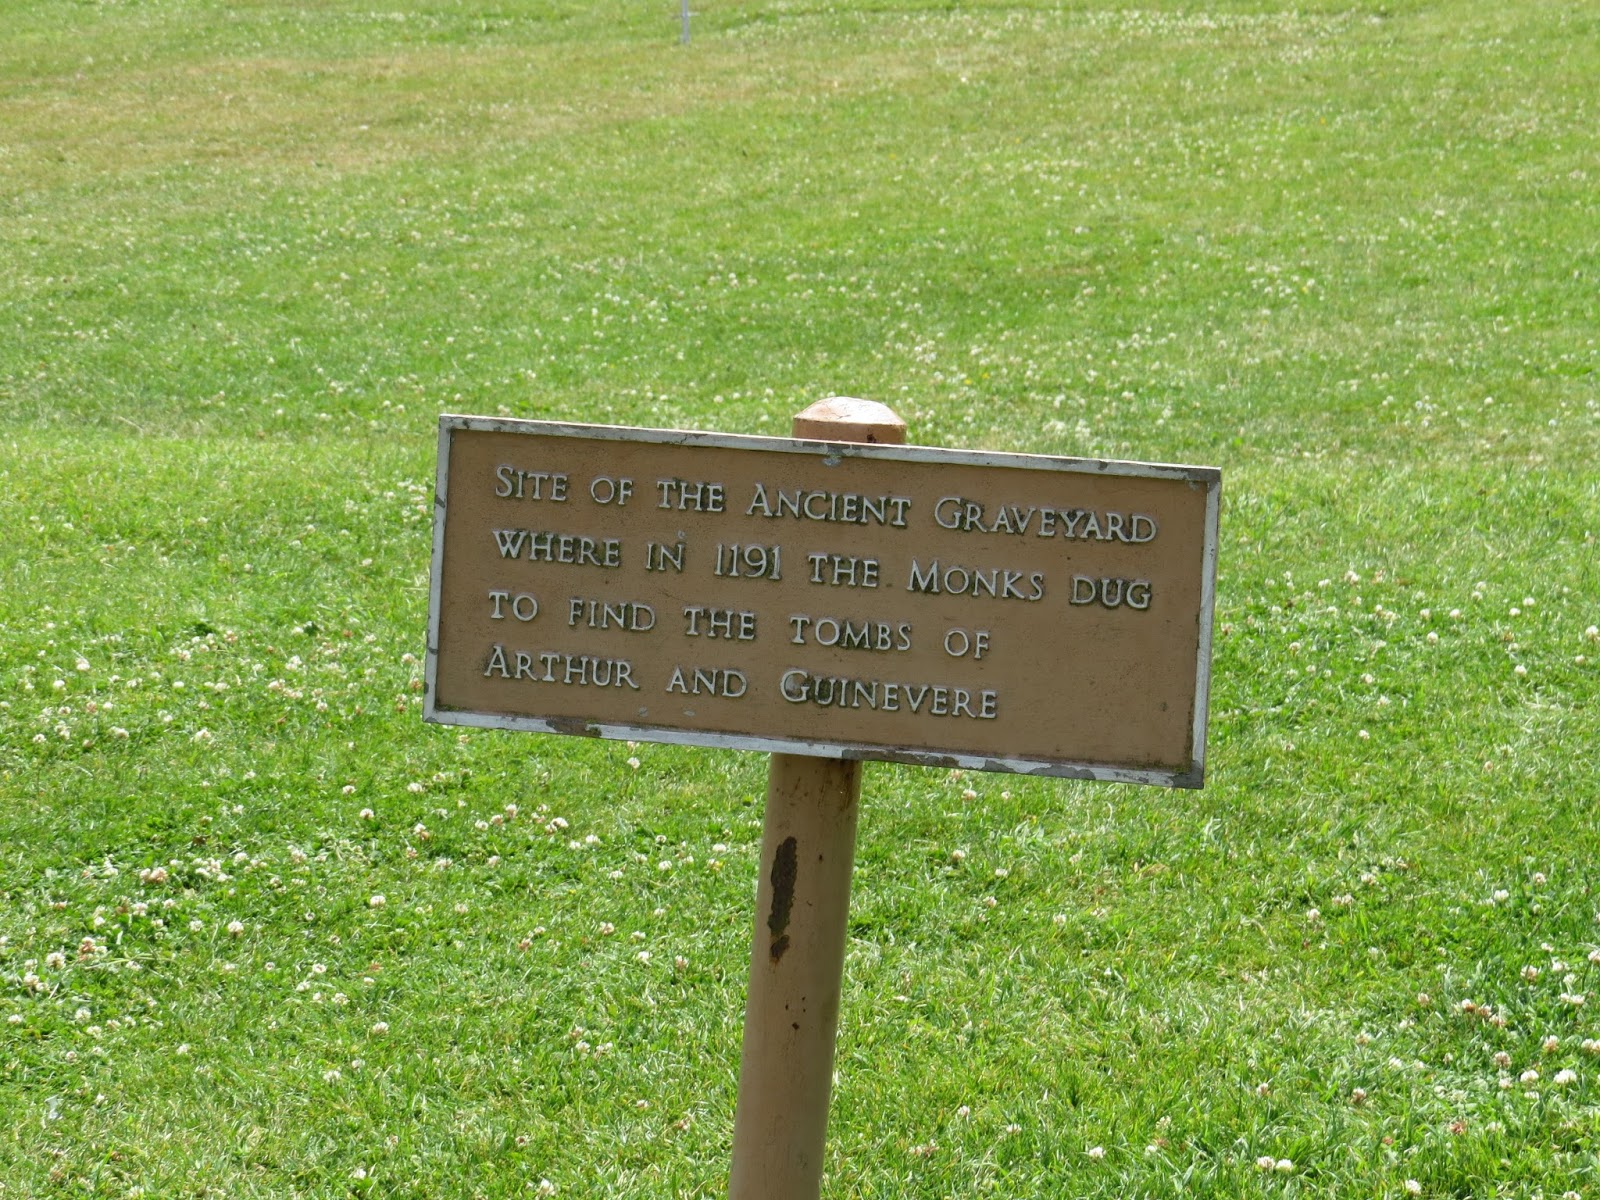 Site of the Ancient Graveyard
where in 1191 the Monks dug
to find the tombs of
Arthur and Guinevere